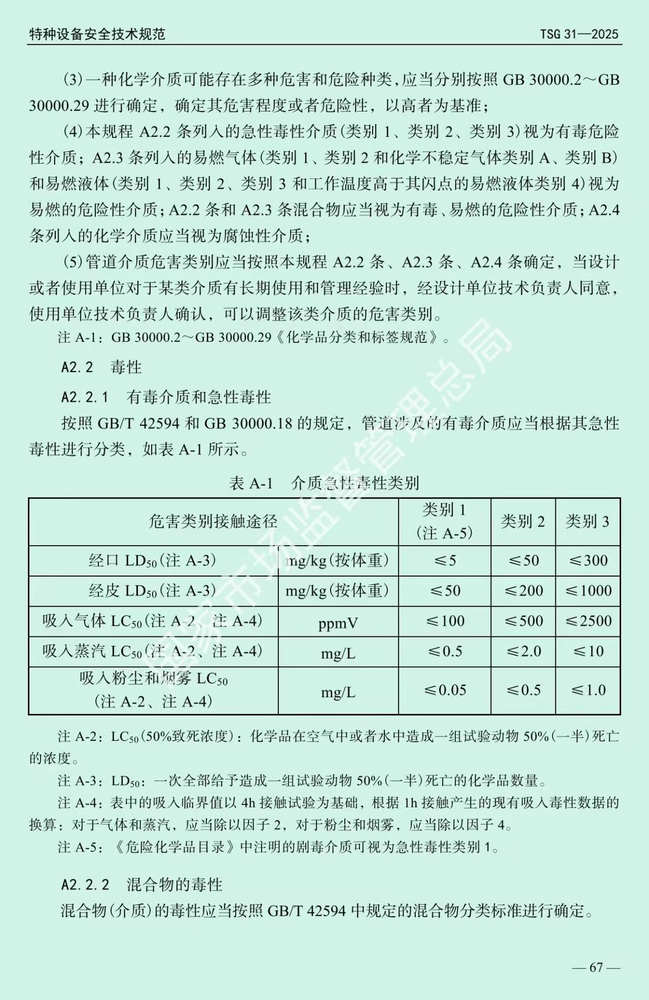 特种设备安全技术规范 TSG 31—2025
(3)一种化学介质可能存在多种危害和危险种类，应当分别按照 GB 30000.2～GB
30000.29 进行确定，确定其危害程度或者危险性，以高者为基准；
(4)本规程 A2.2 条列入的急性毒性介质(类别 1、类别 2、类别 3)视为有毒危险
性介质；A2.3 条列入的易燃气体(类别 1、类别 2 和化学不稳定气体类别 A、类别 B)
和易燃液体(类别 1、类别 2、类别 3 和工作温度高于其闪点的易燃液体类别 4)视为
易燃的危险性介质；A2.2 条和 A2.3 条混合物应当视为有毒、易燃的危险性介质；A2.4
条列入的化学介质应当视为腐蚀性介质；
(5)管道介质危害类别应当按照本规程 A2.2 条、A2.3 条、A2.4 条确定，当设计
或者使用单位对于某类介质有长期使用和管理经验时，经设计单位技术负责人同意，
使用单位技术负责人确认，可以调整该类介质的危害类别。
注 A-1：GB 30000.2～GB 30000.29《化学品分类和标签规范》。
A2.2 毒性
A2.2.1 有毒介质和急性毒性
按照 GB/T 42594 和 GB 30000.18 的规定，管道涉及的有毒介质应当根据其急性
毒性进行分类，如表 A-1 所示。
表 A-1 介质急性毒性类别
危害类别接触途径 类别 1 (注 A-5) 类别 2 类别 3
经口 LD50(注 A-3) mg/kg(按体重) ≤5 ≤50 ≤300
经皮 LD50(注 A-3) mg/kg(按体重) ≤50 ≤200 ≤1000
吸入气体 LC50(注 A-2、注 A-4) ppmV ≤100 ≤500 ≤2500
吸入蒸汽 LC50(注 A-2、注 A-4) mg/L ≤0.5 ≤2.0 ≤10
吸入粉尘和烟雾 LC50
(注 A-2、注 A-4) mg/L ≤0.05 ≤0.5 ≤1.0
注 A-2：LC50(50%致死浓度)：化学品在空气中或者水中造成一组试验动物 50%(一半)死亡
的浓度。
注 A-3：LD50：一次全部给予造成一组试验动物 50%(一半)死亡的化学品数量。
注 A-4：表中的吸入临界值以 4h 接触试验为基础，根据 1h 接触产生的现有吸入毒性数据的
换算：对于气体和蒸汽，应当除以因子 2，对于粉尘和烟雾，应当除以因子 4。
注 A-5：《危险化学品目录》中注明的剧毒介质可视为急性毒性类别 1。
A2.2.2 混合物的毒性
混合物(介质)的毒性应当按照 GB/T 42594 中规定的混合物分类标准进行确定。
— 67 —
国家市场监督管理总局